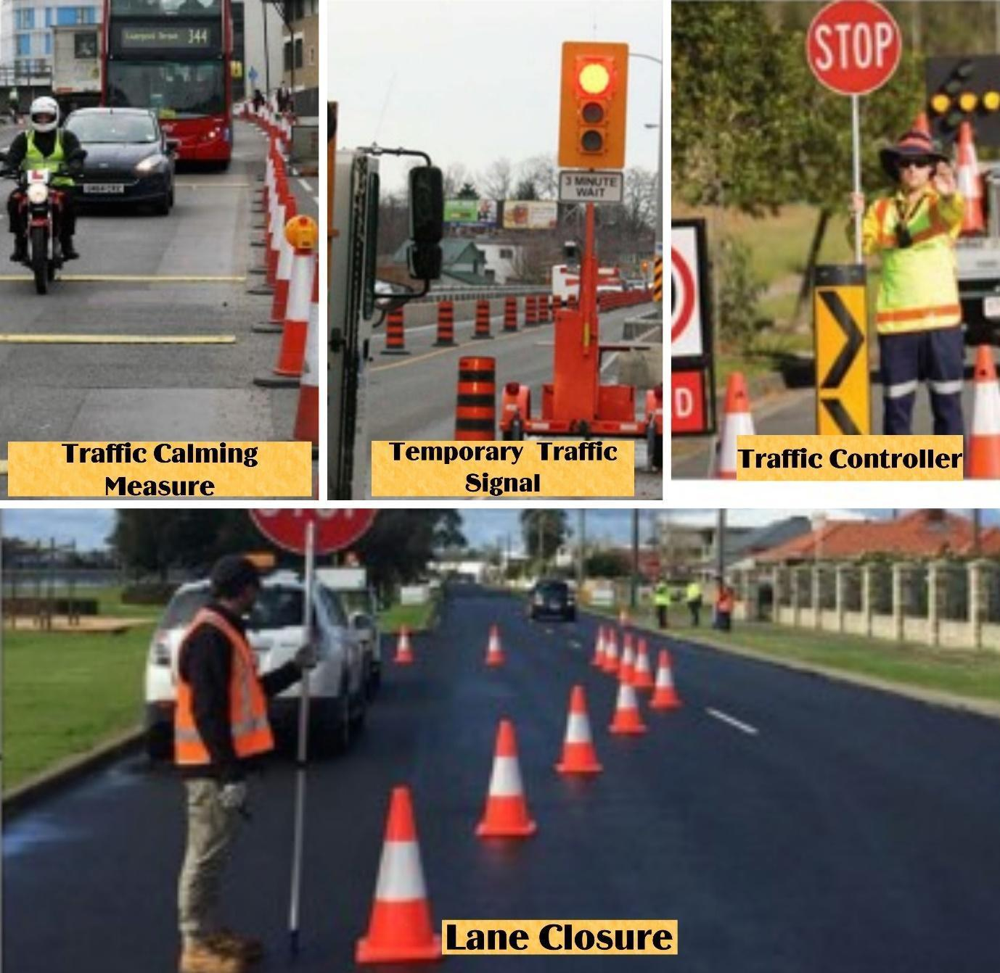 344
L
STOP
3 MINUTE
WAIT
D
Traffic Calming
Measure
Temporary Traffic
Signal
Traffic Controller
Lane Closure